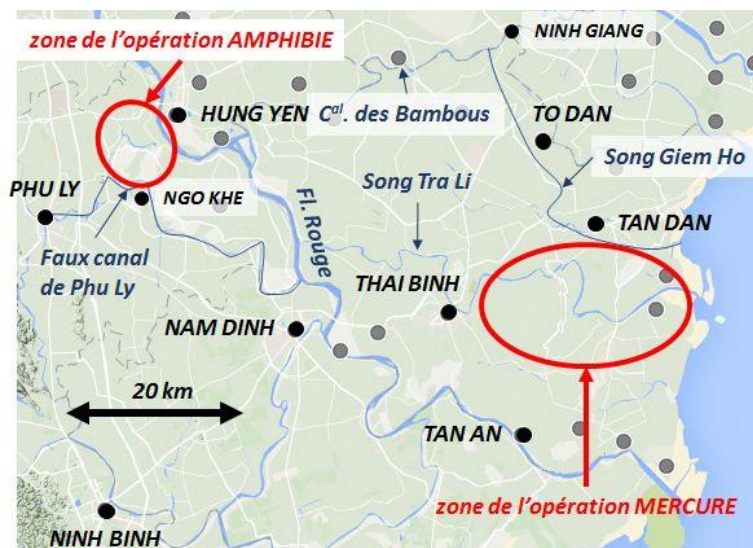 zone de l'opération AMPHIBIE
NINH GIANG
HUNG YEN
Cal. des Bambous
TO DAN
Song Giem Ho
PHU LY
NGO KHE
Song Tra Li
Fl. Rouge
TAN DAN
Faux canal
de Phu Ly
THAI BINH
NAM DINH
20 km
TAN AN
zone de l'opération MERCURE
NINH BINH